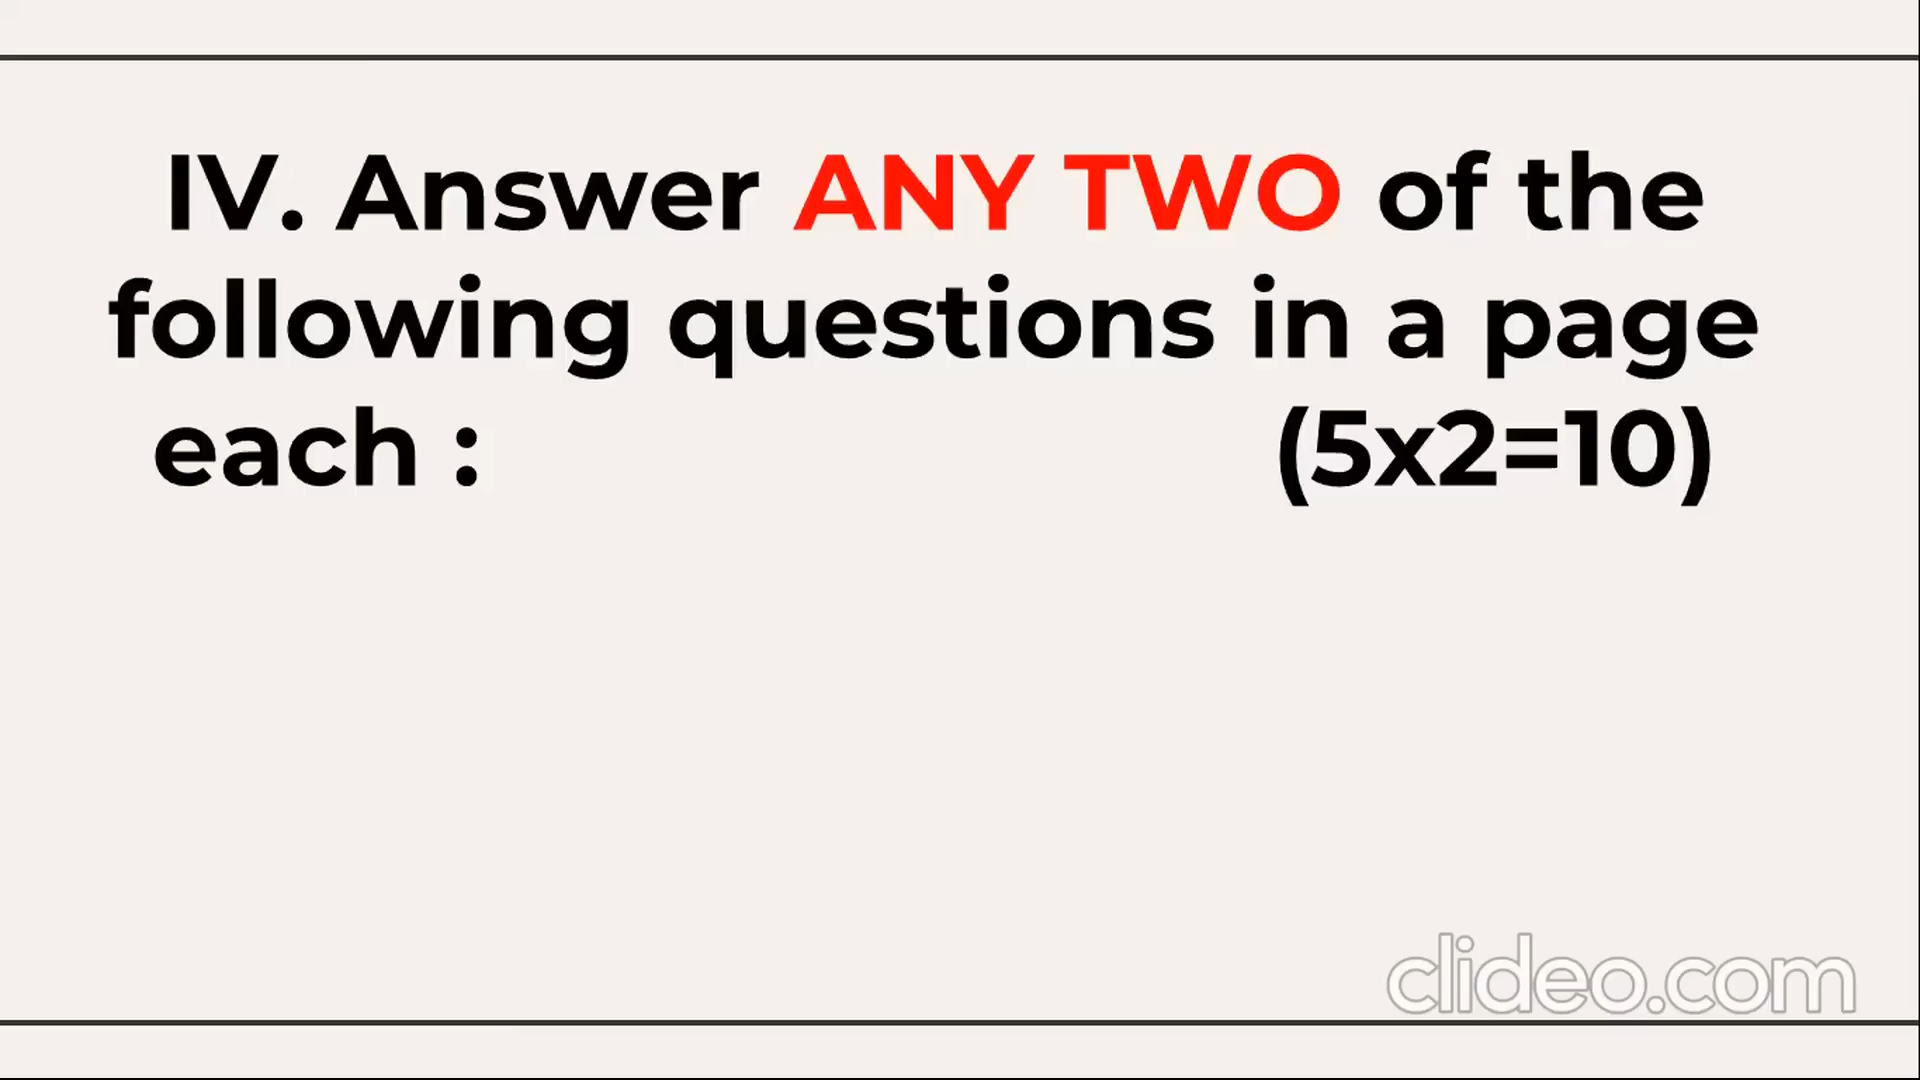 IV. Answer ANY TWO of the
following questions in a page
each : (5x2=10)
clideo.com